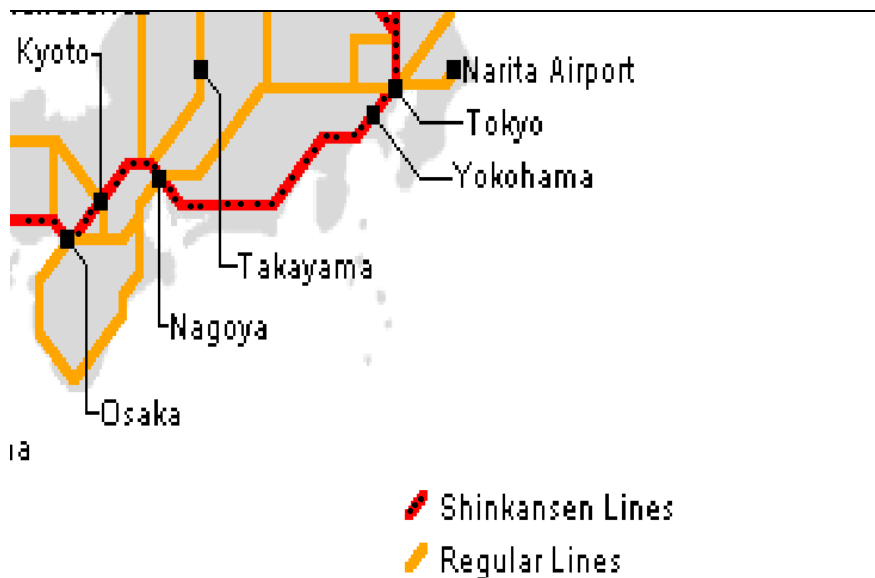 Kyoto
Narita Airport
Tokyo
Yokohama
Takayama
Nagoya
Osaka
Shinkansen Lines
Regular Lines